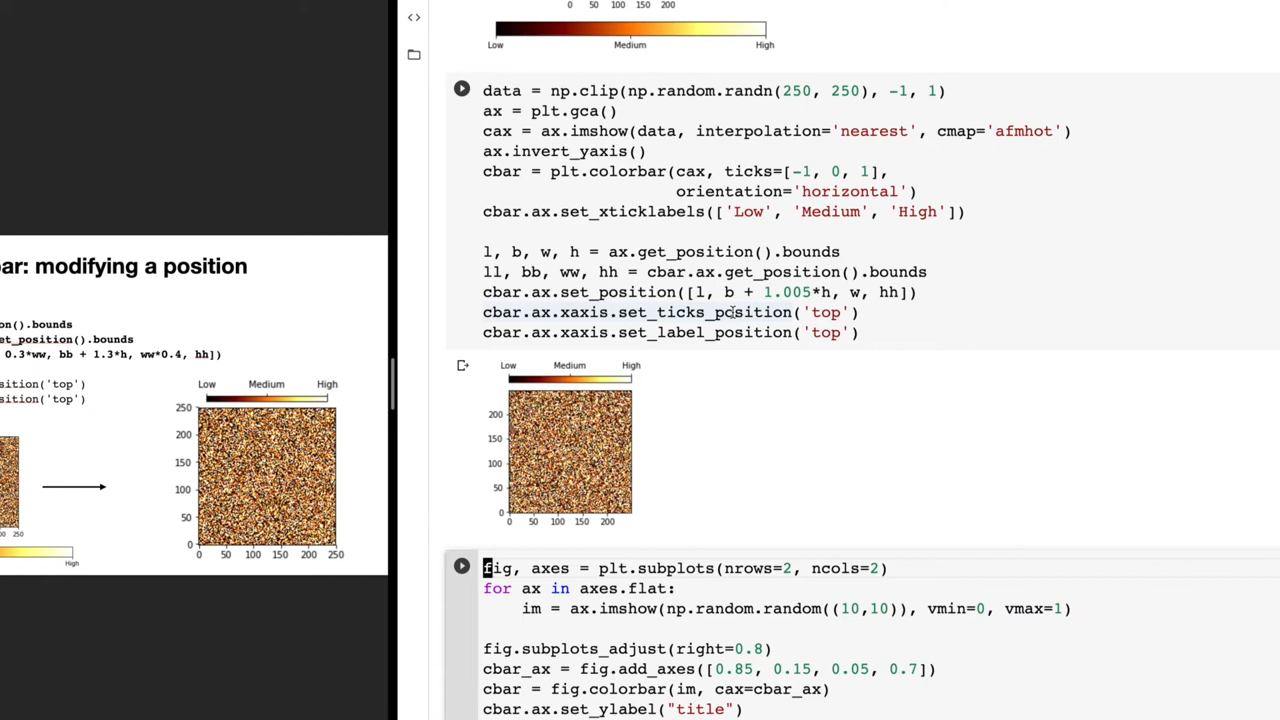 ar: modifying a position
on().bounds
et_position().bounds
0.3*ww, bb + 1.3*h, ww*0.4, hh])
sition('top')
sition('top')
Low Medium High
250
200
150
100
50
0
0 50 100 150 200 250
250
High
0 50 100 150 200
Low Medium High
data = np.clip(np.random.randn(250, 250), -1, 1)
ax = plt.gca()
cax = ax.imshow(data, interpolation='nearest', cmap='afmhot')
ax.invert_yaxis()
cbar = plt.colorbar(cax, ticks=[-1, 0, 1],
orientation='horizontal')
cbar.ax.set_xticklabels(['Low', 'Medium', 'High'])
l, b, w, h = ax.get_position().bounds
ll, bb, ww, hh = cbar.ax.get_position().bounds
cbar.ax.set_position([l, b + 1.005*h, w, hh])
cbar.ax.xaxis.set_ticks_position('top')
cbar.ax.xaxis.set_label_position('top')
Low Medium High
200
150
100
50
0
0 50 100 150 200
fig, axes = plt.subplots(nrows=2, ncols=2)
for ax in axes.flat:
im = ax.imshow(np.random.random((10,10)), vmin=0, vmax=1)
fig.subplots_adjust(right=0.8)
cbar_ax = fig.add_axes([0.85, 0.15, 0.05, 0.7])
cbar = fig.colorbar(im, cax=cbar_ax)
cbar.ax.set_ylabel("title")